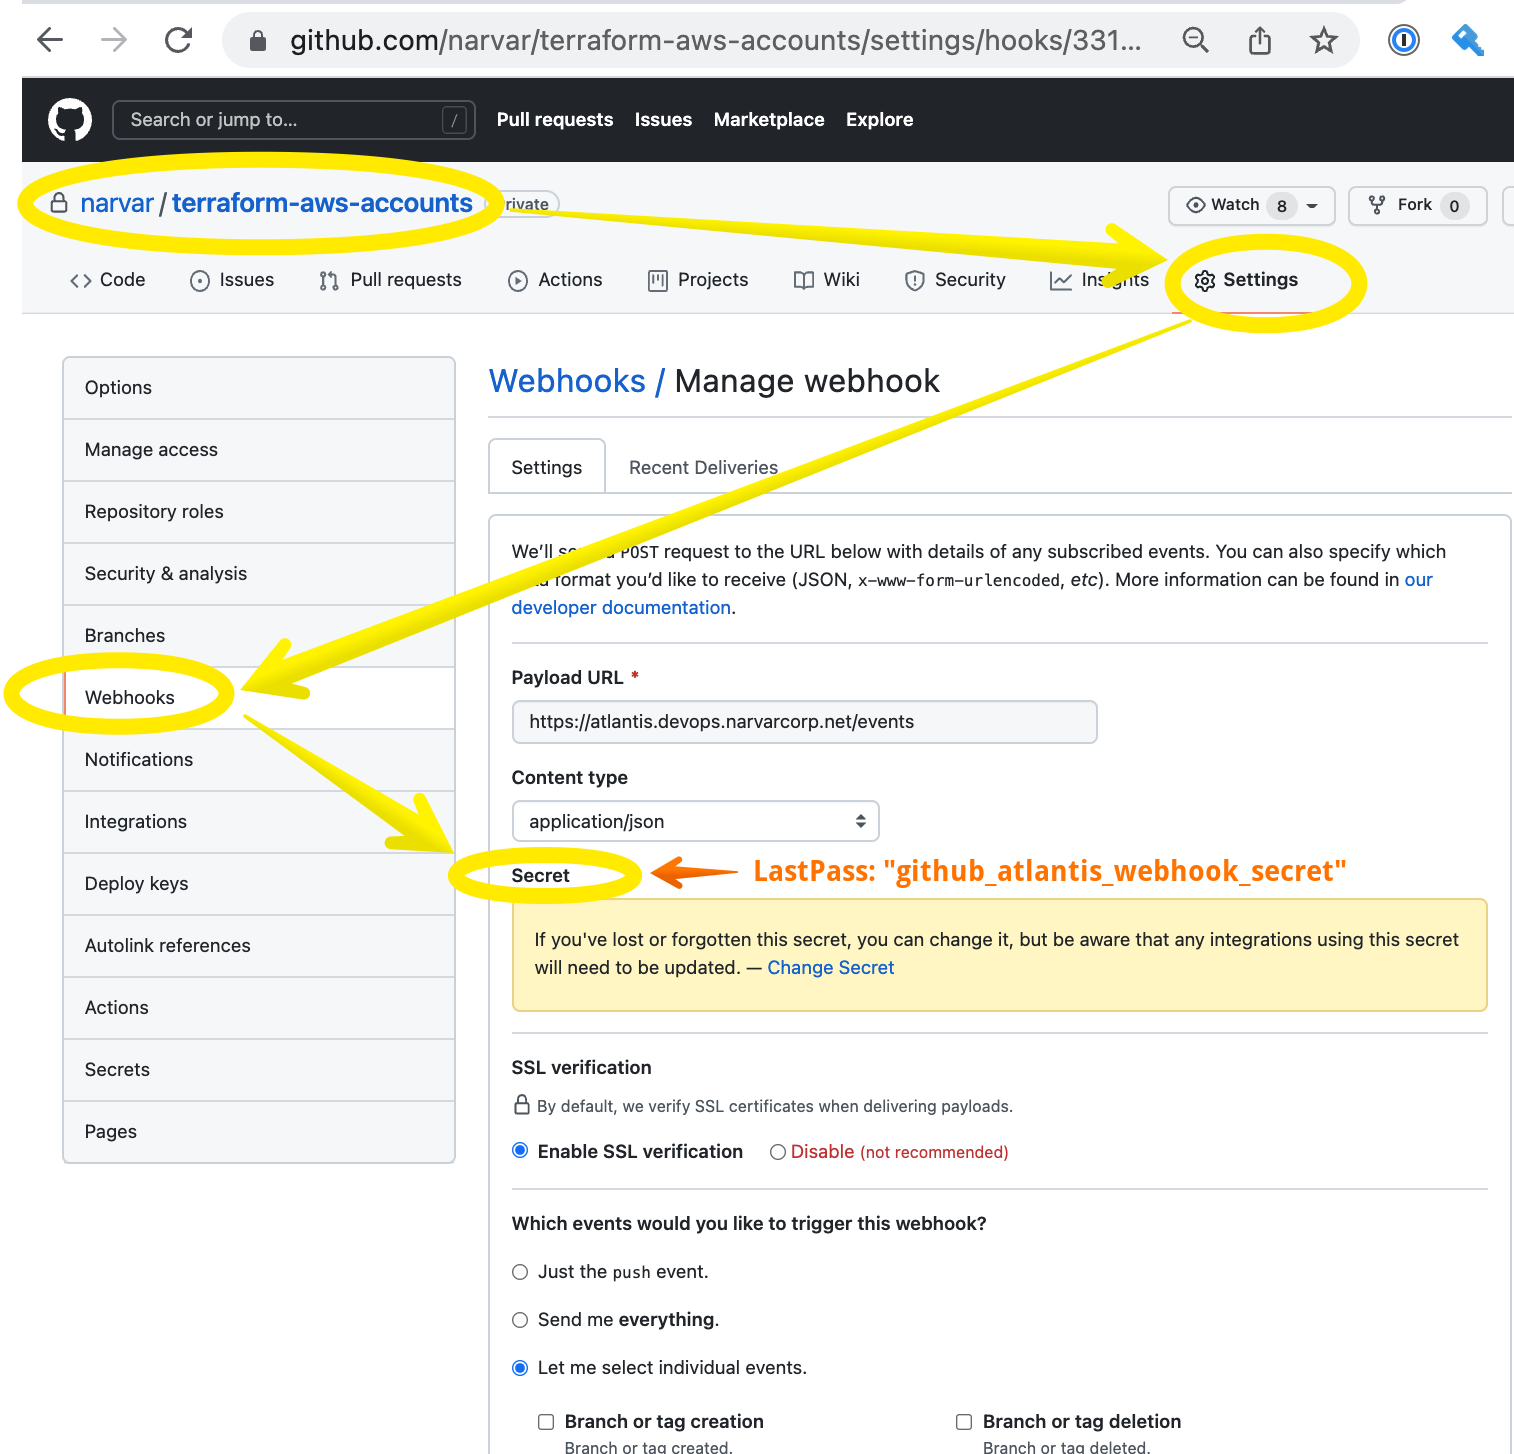 github.com/narvar/terraform-aws-accounts/settings/hooks/331...
Search or jump to... /
Pull requests Issues Marketplace Explore
narvar / terraform-aws-accounts
Watch 8 Fork 0
Code Issues Pull requests Actions Projects Wiki Security Insights Settings
Options
Manage access
Repository roles
Security & analysis
Branches
Webhooks
Notifications
Integrations
Deploy keys
Autolink references
Actions
Secrets
Pages
Webhooks / Manage webhook
Settings Recent Deliveries
We'll POST request to the URL below with details of any subscribed events. You can also specify which
format you'd like to receive (JSON, x-www-form-urlencoded, etc). More information can be found in our
developer documentation.
Payload URL *
https://atlantis.devops.narvarcorp.net/events
Content type
application/json
Secret
LastPass: "github_atlantis_webhook_secret"
If you've lost or forgotten this secret, you can change it, but be aware that any integrations using this secret
will need to be updated. — Change Secret
SSL verification
By default, we verify SSL certificates when delivering payloads.
Enable SSL verification Disable (not recommended)
Which events would you like to trigger this webhook?
Just the push event.
Send me everything.
Let me select individual events.
Branch or tag creation
Branch or tag created.
Branch or tag deletion
Branch or tag deleted.